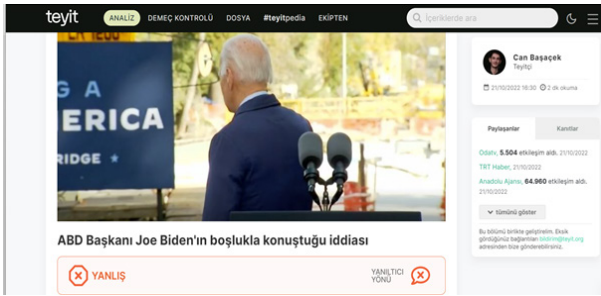 teyit
ANALİZ
DEMEÇ KONTROLÜ
DOSYA
#teyitpedia
EKİPTEN
İçeriklerde ara
G A
ERICA
RIDGE
Can Başaçek
Teyitçi
21/10/2022 16:30
2 dk okuma
Paylaşanlar
Kanıtlar
Odatv, 5.504 etkileşim aldı. 21/10/2022
TRT Haber, 21/10/2022
Anadolu Ajansı, 64.960 etkileşim aldı.
21/10/2022
tümünü göster
Bu bölümü birlikte geliştirelim. Eksik
gördüğünüz bağlantıları bildirim@teyit.org
adresinden bize gönderebilirsiniz.
ABD Başkanı Joe Biden'ın boşlukla konuştuğu iddiası
YANLIŞ
YANILTICI
YÖNÜ